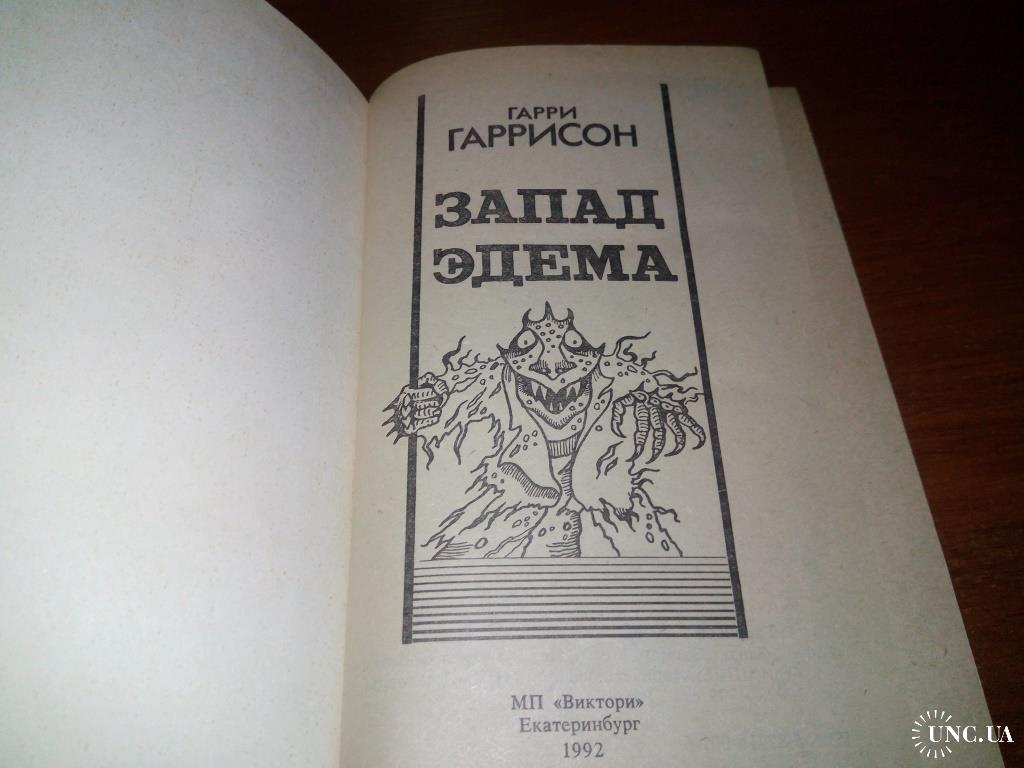 ГАРРИ
ГАРРИСОН
ЗАПАД
ЭДЕМА
МП «Виктори»
Екатеринбург
1992
UNC.UA